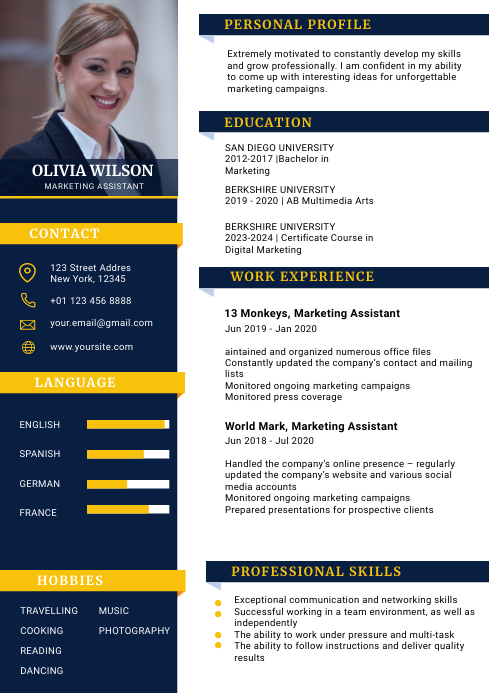 OLIVIA WILSON
MARKETING ASSISTANT
CONTACT
123 Street Addres
New York, 12345
+01 123 456 8888
your.email@gmail.com
www.yoursite.com
LANGUAGE
ENGLISH
SPANISH
GERMAN
FRANCE
HOBBIES
TRAVELLING MUSIC
COOKING PHOTOGRAPHY
READING
DANCING
PERSONAL PROFILE
Extremely motivated to constantly develop my skills
and grow professionally. I am confident in my ability
to come up with interesting ideas for unforgettable
marketing campaigns.
EDUCATION
SAN DIEGO UNIVERSITY
2012-2017 |Bachelor in
Marketing
BERKSHIRE UNIVERSITY
2019 - 2020 | AB Multimedia Arts
BERKSHIRE UNIVERSITY
2023-2024 | Certificate Course in
Digital Marketing
WORK EXPERIENCE
13 Monkeys, Marketing Assistant
Jun 2019 - Jan 2020
aintained and organized numerous office files
Constantly updated the company's contact and mailing
lists
Monitored ongoing marketing campaigns
Monitored press coverage
World Mark, Marketing Assistant
Jun 2018 - Jul 2020
Handled the company's online presence – regularly
updated the company's website and various social
media accounts
Monitored ongoing marketing campaigns
Prepared presentations for prospective clients
PROFESSIONAL SKILLS
Exceptional communication and networking skills
Successful working in a team environment, as well as
independently
The ability to work under pressure and multi-task
The ability to follow instructions and deliver quality
results